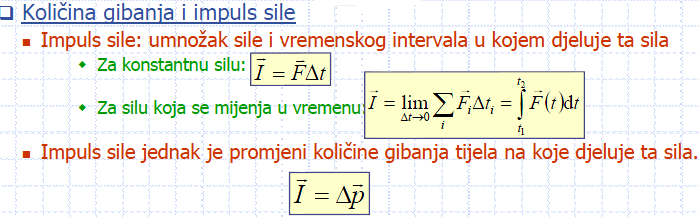 Količina gibanja i impuls sile
Impuls sile: umnožak sile i vremenskog intervala u kojem djeluje ta sila
Za konstantnu silu: $\vec{I} = \vec{F}\Delta t$
Za silu koja se mijenja u vremenu: $\vec{I} = \lim_{\Delta t \to 0} \sum_i \vec{F}_i \Delta t_i = \int_{t_1}^{t_2} \vec{F}(t)\mathrm{d}t$
Impuls sile jednak je promjeni količine gibanja tijela na koje djeluje ta sila.
$\vec{I} = \Delta \vec{p}$